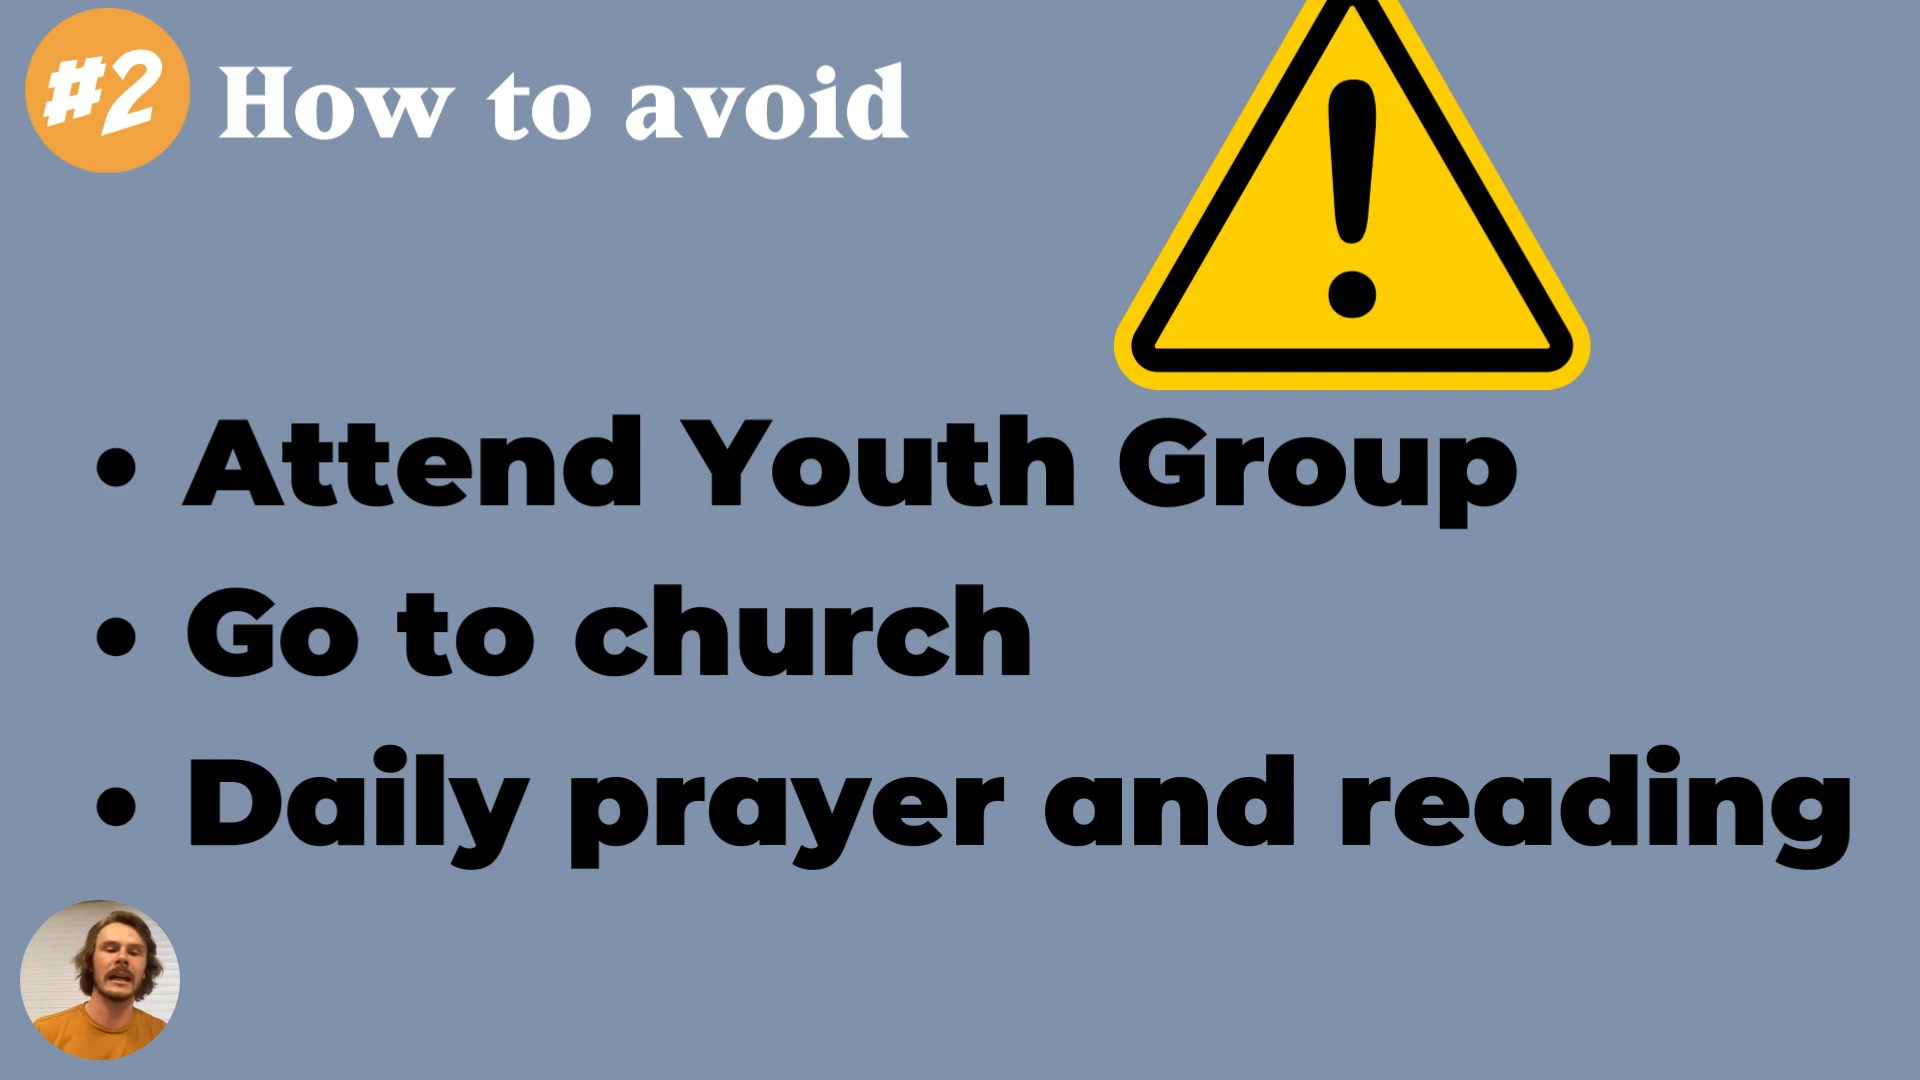 #2 How to avoid
!
• Attend Youth Group
• Go to church
• Daily prayer and reading